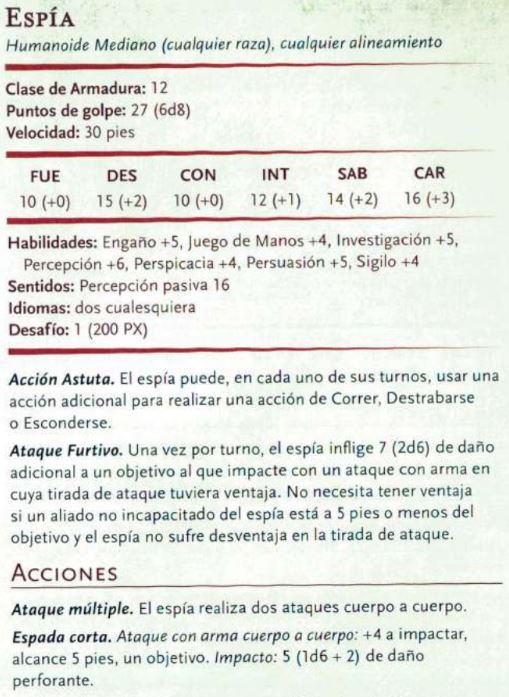 ESPÍA
Humanoide Mediano (cualquier raza), cualquier alineamiento
Clase de Armadura: 12
Puntos de golpe: 27 (6d8)
Velocidad: 30 pies
FUE DES CON INT SAB CAR
10 (+0) 15 (+2) 10 (+0) 12 (+1) 14 (+2) 16 (+3)
Habilidades: Engaño +5, Juego de Manos +4, Investigación +5,
Percepción +6, Perspicacia +4, Persuasión +5, Sigilo +4
Sentidos: Percepción pasiva 16
Idiomas: dos cualesquiera
Desafío: 1 (200 PX)
Acción Astuta. El espía puede, en cada uno de sus turnos, usar una
acción adicional para realizar una acción de Correr, Destrabarse
o Esconderse.
Ataque Furtivo. Una vez por turno, el espía inflige 7 (2d6) de daño
adicional a un objetivo al que impacte con un ataque con arma en
cuya tirada de ataque tuviera ventaja. No necesita tener ventaja
si un aliado no incapacitado del espía está a 5 pies o menos del
objetivo y el espía no sufre desventaja en la tirada de ataque.
ACCIONES
Ataque múltiple. El espía realiza dos ataques cuerpo a cuerpo.
Espada corta. Ataque con arma cuerpo a cuerpo: +4 a impactar,
alcance 5 pies, un objetivo. Impacto: 5 (1d6 + 2) de daño
perforante.